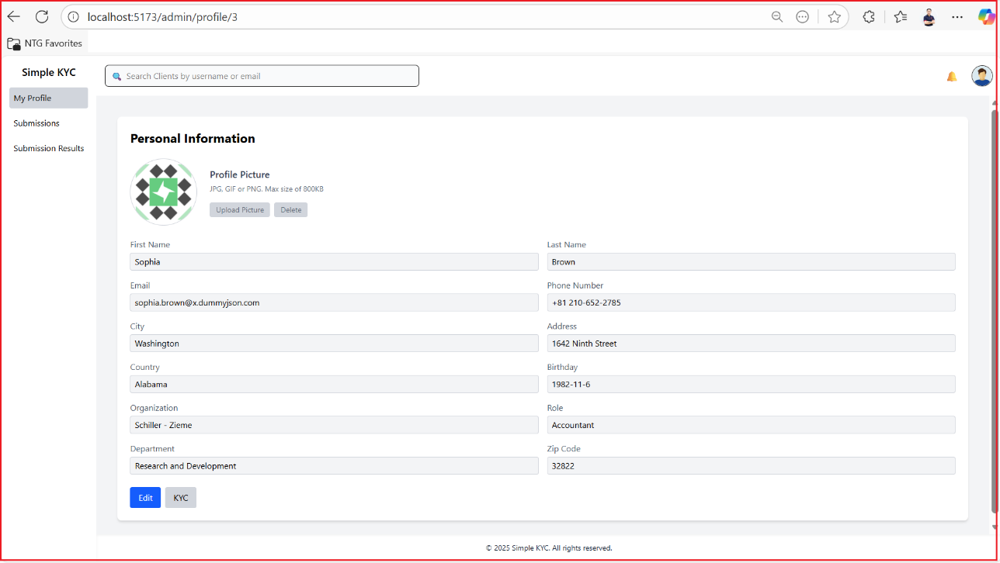 localhost:5173/admin/profile/3
NTG Favorites
Simple KYC
Search Clients by username or email
My Profile
Submissions
Submission Results
Personal Information
Profile Picture
JPG, GIF or PNG. Max size of 800KB
Upload Picture Delete
First Name Last Name
Sophia Brown
Email Phone Number
sophia.brown@x.dummyjson.com +81 210-652-2785
City Address
Washington 1642 Ninth Street
Country Birthday
Alabama 1982-11-6
Organization Role
Schiller - Zieme Accountant
Department Zip Code
Research and Development 32822
Edit KYC
© 2025 Simple KYC. All rights reserved.